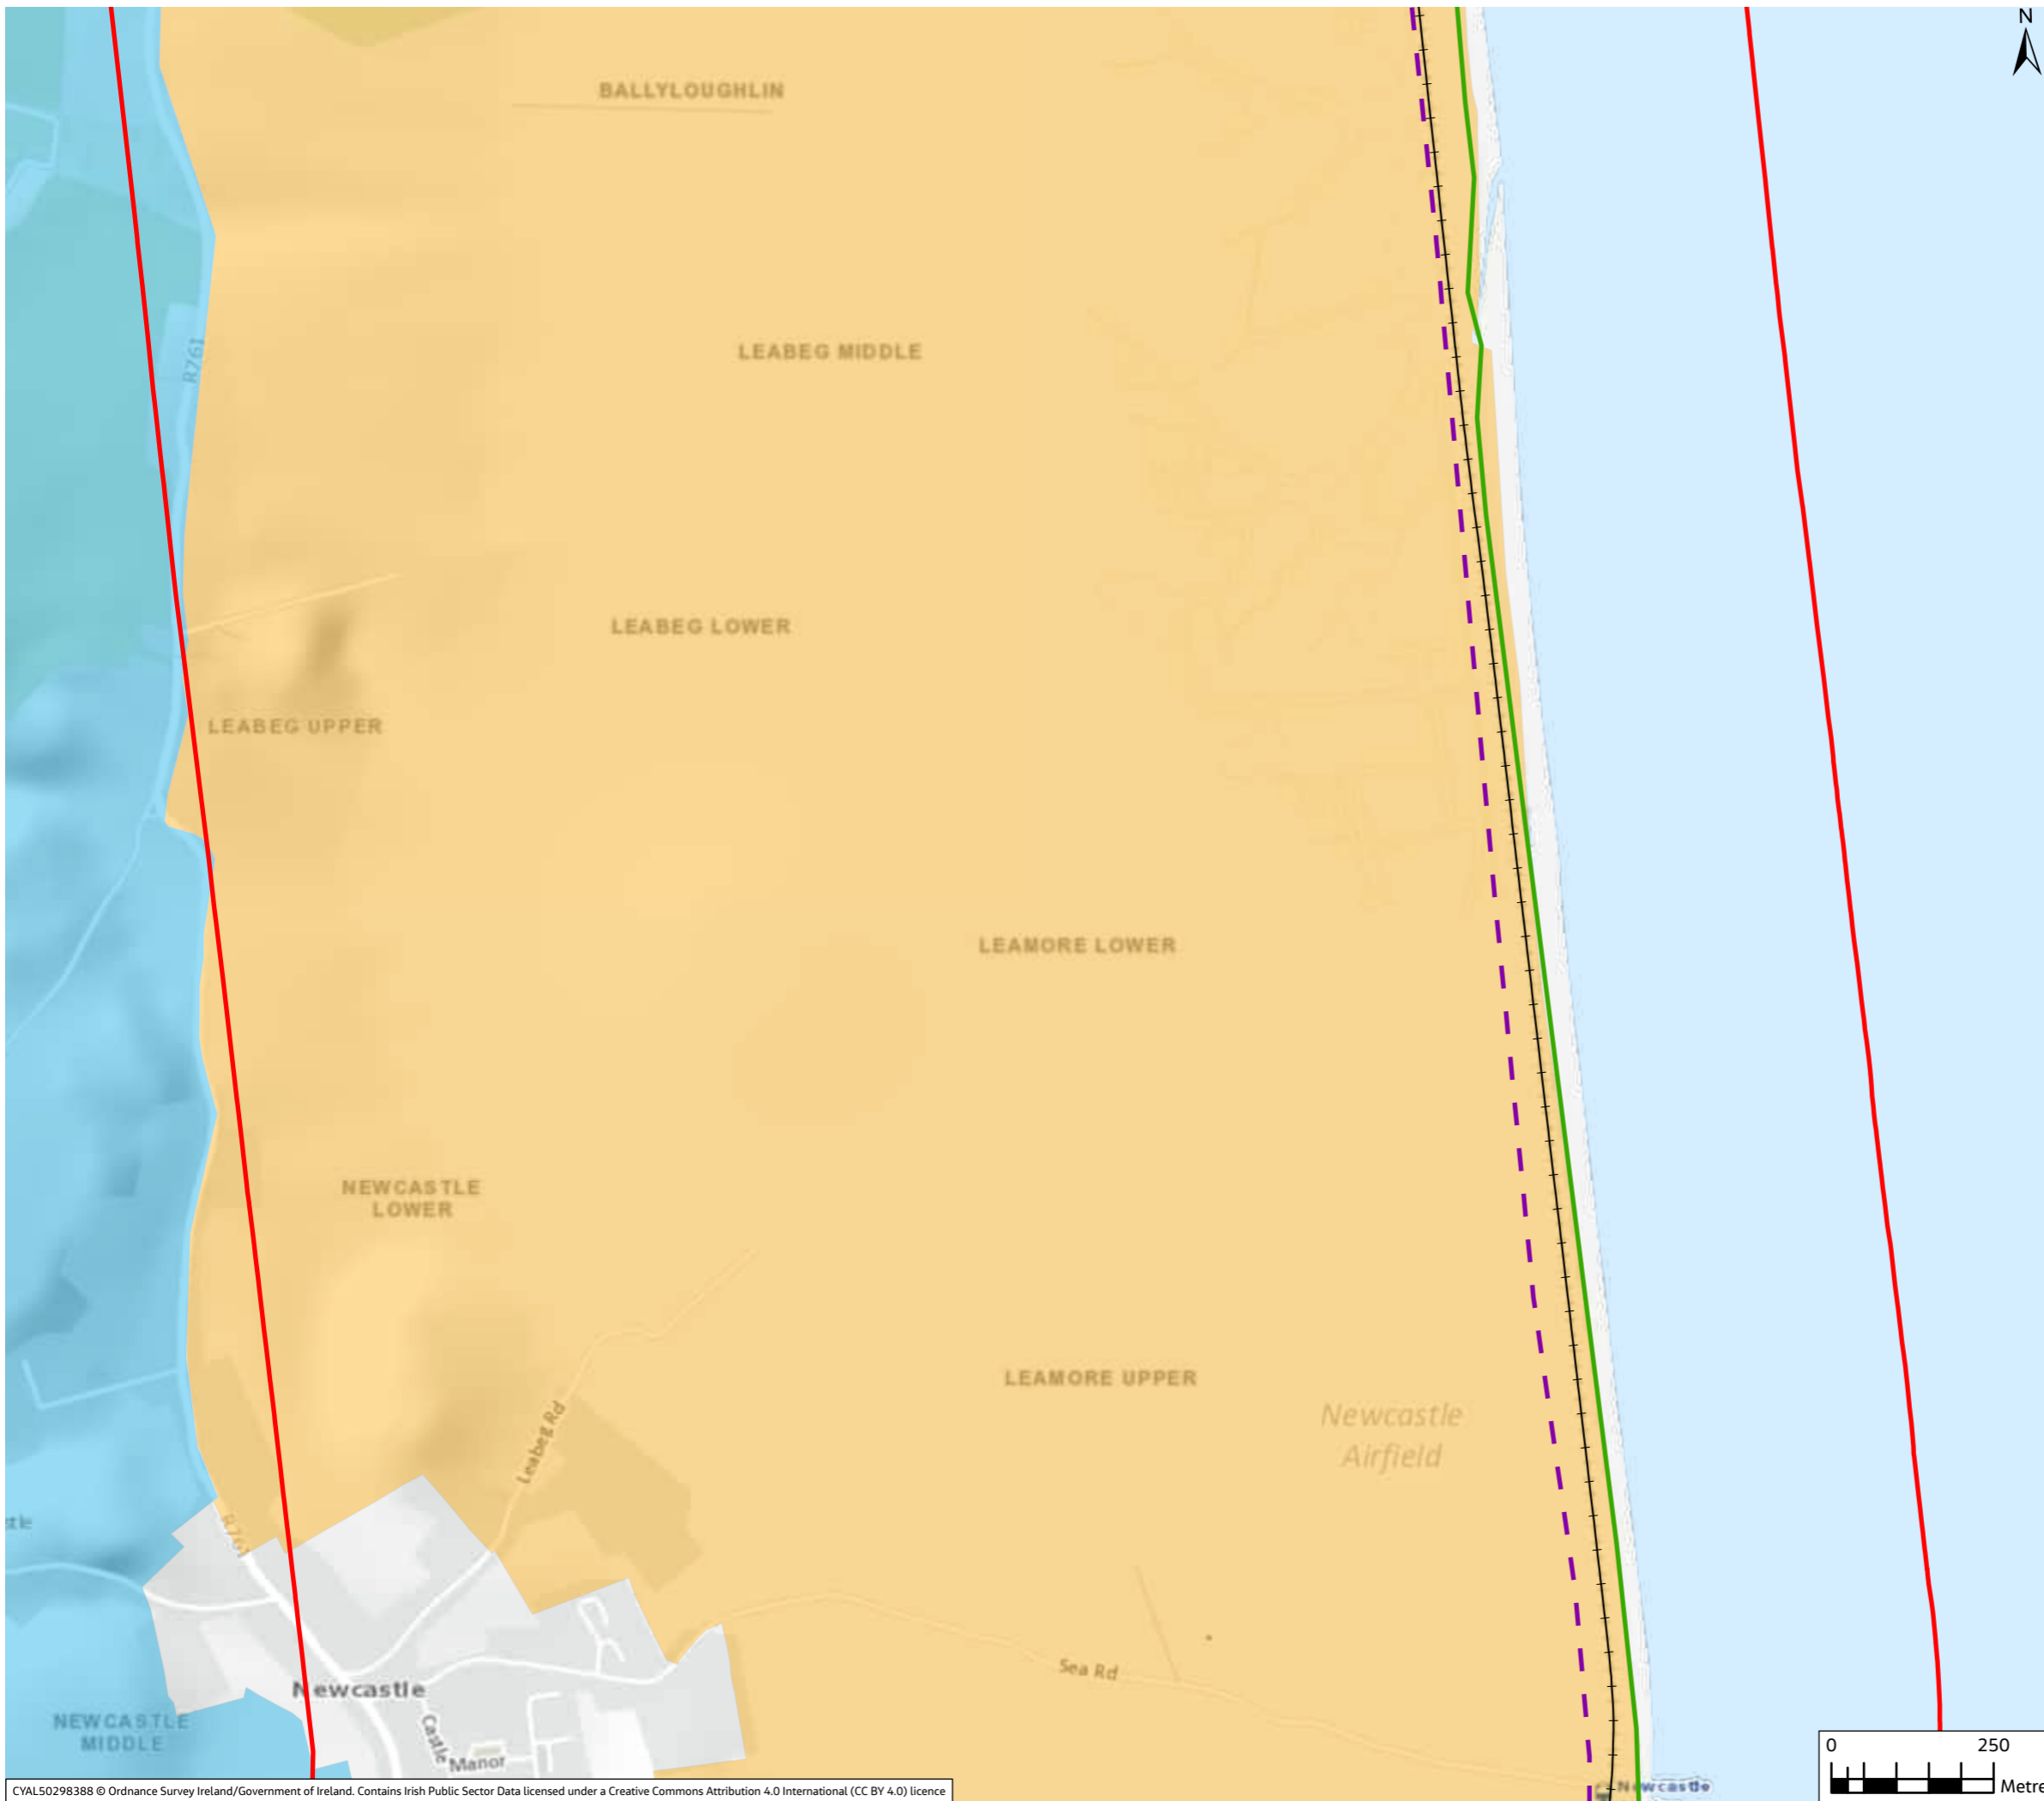 N
BALLYLOUGHLIN
LEABEG MIDDLE
R761
LEABEG LOWER
LEABEG UPPER
LEAMORE LOWER
NEWCASTLE
LOWER
LEAMORE UPPER
Newcastle
Airfield
Leabeg Rd
R761
Sea Rd
Newcastle
NEWCASTLE
MIDDLE
Castle
Manor
Newcastle
0 250
Metre
CYAL50298388 © Ordnance Survey Ireland/Government of Ireland. Contains Irish Public Sector Data licensed under a Creative Commons Attribution 4.0 International (CC BY 4.0) licence